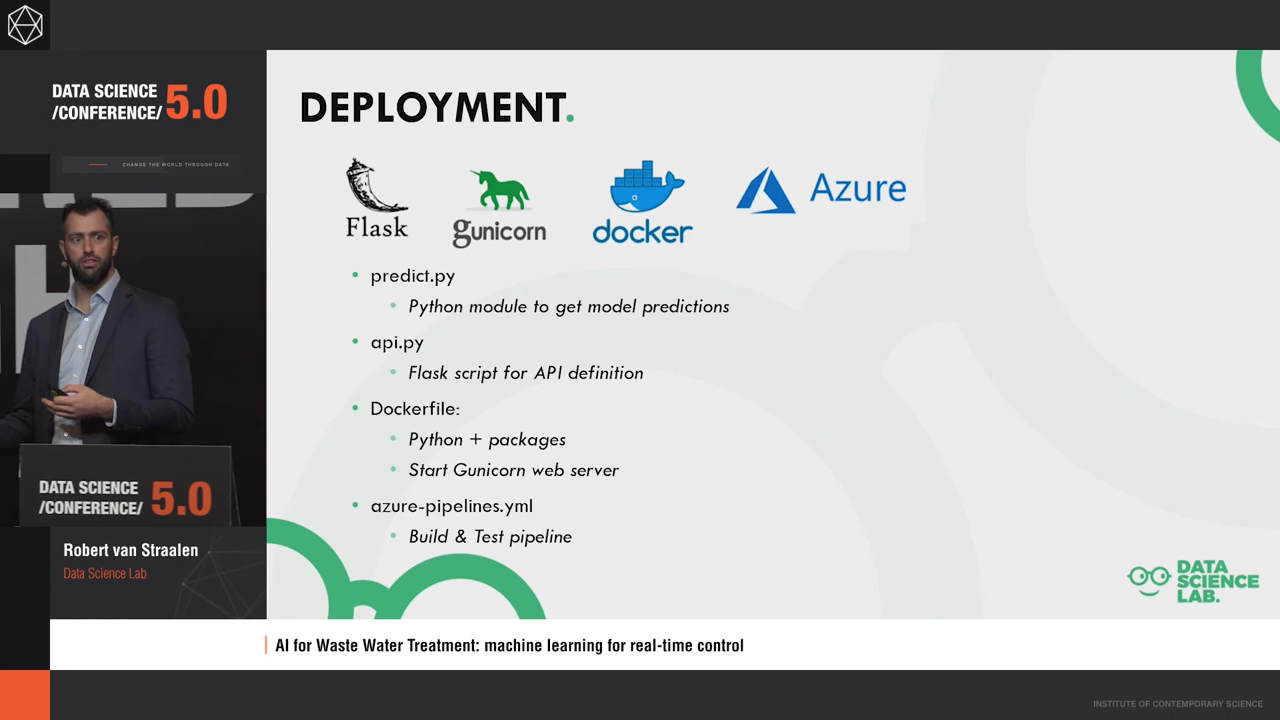 DATA SCIENCE
/CONFERENCE/ 5.0
CHANGE THE WORLD THROUGH DATA
DATA SCIENCE
/CONFERENCE/ 5.0
Robert van Straalen
Data Science Lab
DEPLOYMENT.
Flask
gunicorn
docker
Azure
• predict.py
• Python module to get model predictions
• api.py
• Flask script for API definition
• Dockerfile:
• Python + packages
• Start Gunicorn web server
• azure-pipelines.yml
• Build & Test pipeline
DATA
SCIENCE
LAB.
AI for Waste Water Treatment: machine learning for real-time control
INSTITUTE OF CONTEMPORARY SCIENCE